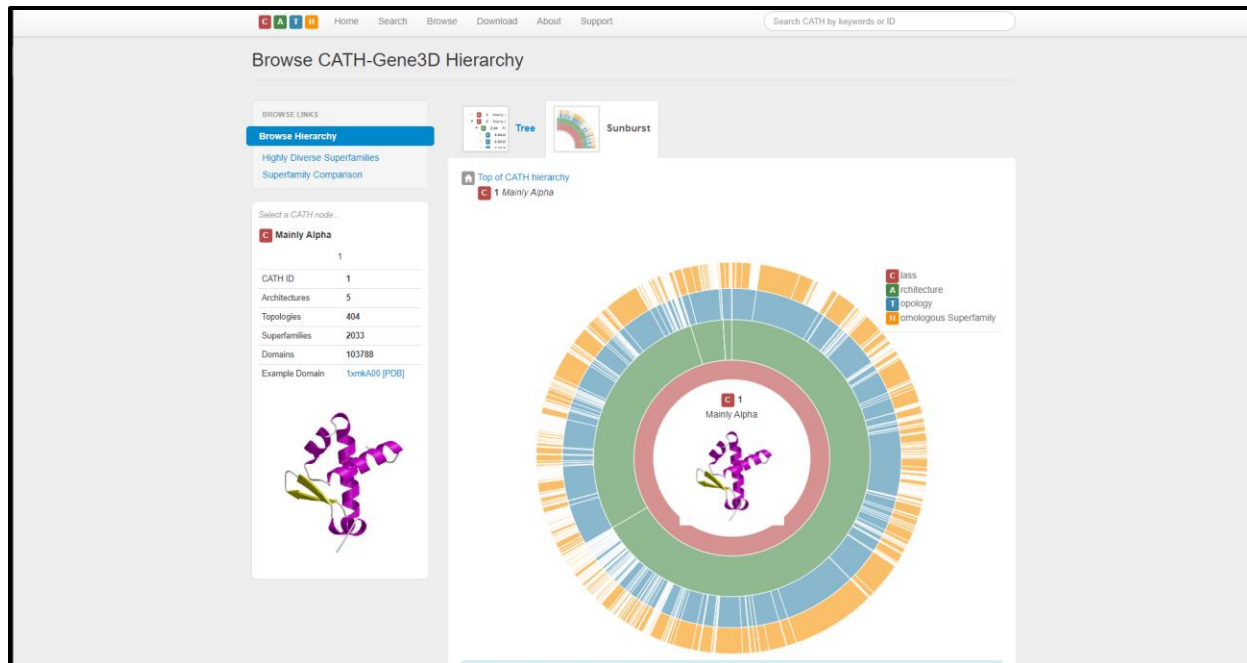 C A T H Home Search Browse Download About Support Search CATH by keywords or ID
Browse CATH-Gene3D Hierarchy
BROWSE LINKS
Browse Hierarchy
Highly Diverse Superfamilies
Superfamily Comparison
Tree
Sunburst
Top of CATH hierarchy
C 1 Mainly Alpha
Select a CATH node...
C Mainly Alpha
1
CATH ID 1
Architectures 5
Topologies 404
Superfamilies 2033
Domains 103788
Example Domain 1xmkA00 [PDB]
C lass
A rchitecture
T opology
H omologous Superfamily
C 1
Mainly Alpha